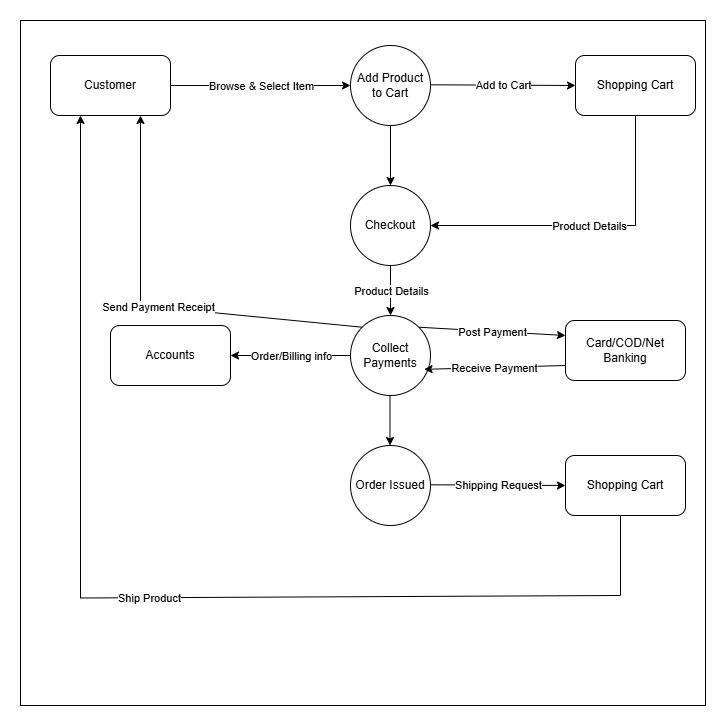 Customer
Browse & Select Item
Add Product
to Cart
Add to Cart
Shopping Cart
Checkout
Product Details
Product Details
Send Payment Receipt
Accounts
Order/Billing info
Collect
Payments
Post Payment
Receive Payment
Card/COD/Net
Banking
Order Issued
Shipping Request
Shopping Cart
Ship Product